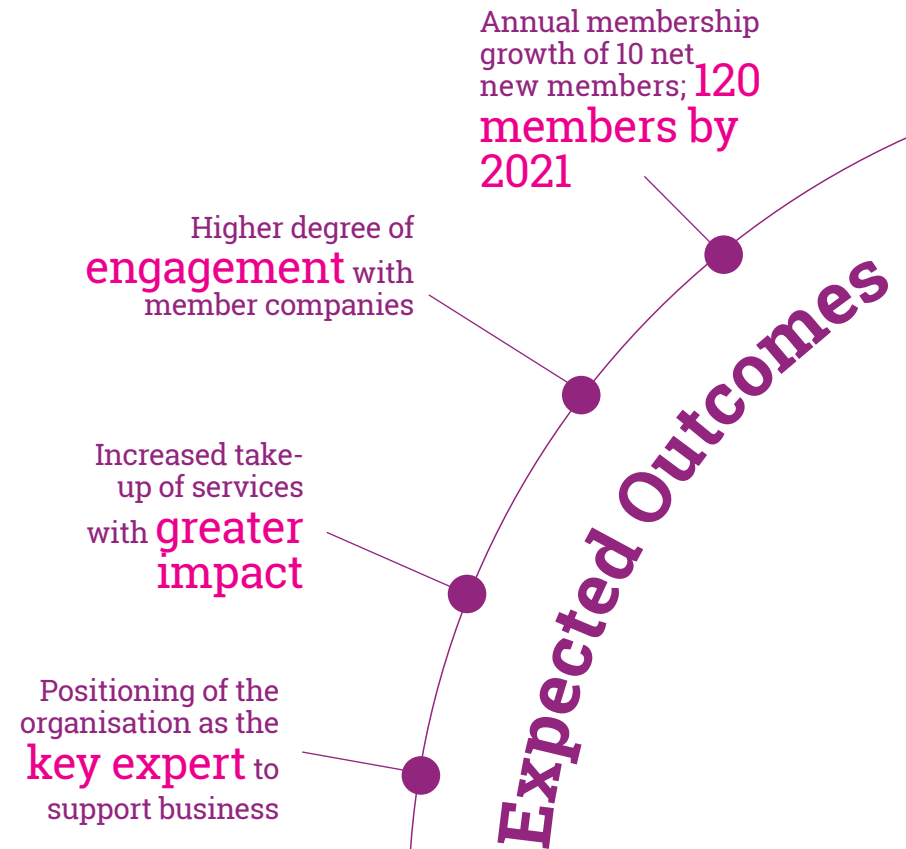 Annual membership
growth of 10 net
new members; 120
members by
2021
Higher degree of
engagement with
member companies
Increased take-
up of services
with greater
impact
Positioning of the
organisation as the
key expert to
support business
Expected Outcomes